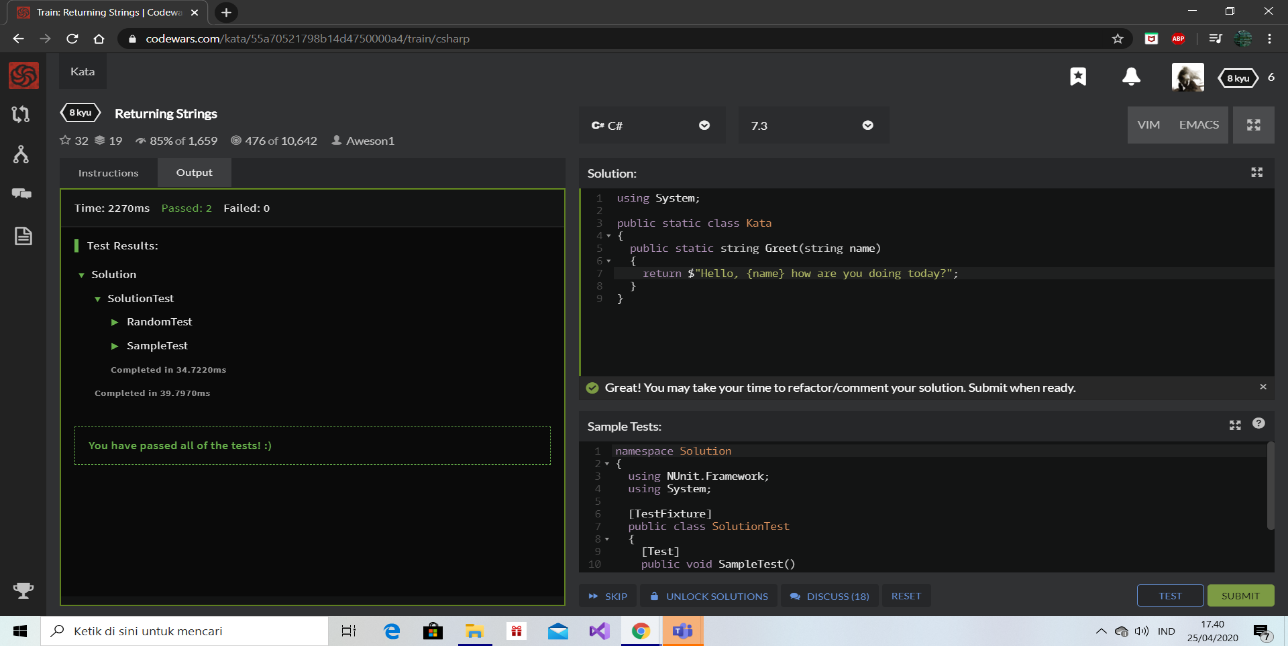 Train: Returning Strings | Codewa
codewars.com/kata/55a70521798b14d4750000a4/train/csharp
ABP
Kata
8 kyu
6
8 kyu
Returning Strings
32 19 85% of 1,659 476 of 10,642 Aweson1
C# C#
7.3
VIM EMACS
Instructions
Output
Time: 2270ms Passed: 2 Failed: 0
Test Results:
Solution
SolutionTest
RandomTest
SampleTest
Completed in 34.7220ms
Completed in 39.7970ms
You have passed all of the tests! :)
Solution:
1 using System;
2
3 public static class Kata
4 {
5 public static string Greet(string name)
6 {
7 return $"Hello, {name} how are you doing today?";
8 }
9 }
Great! You may take your time to refactor/comment your solution. Submit when ready.
Sample Tests:
1 namespace Solution
2 {
3 using NUnit.Framework;
4 using System;
5
6 [TestFixture]
7 public class SolutionTest
8 {
9 [Test]
10 public void SampleTest()
SKIP
UNLOCK SOLUTIONS
DISCUSS (18)
RESET
TEST
SUBMIT
Ketik di sini untuk mencari
IND
17.40
25/04/2020
7